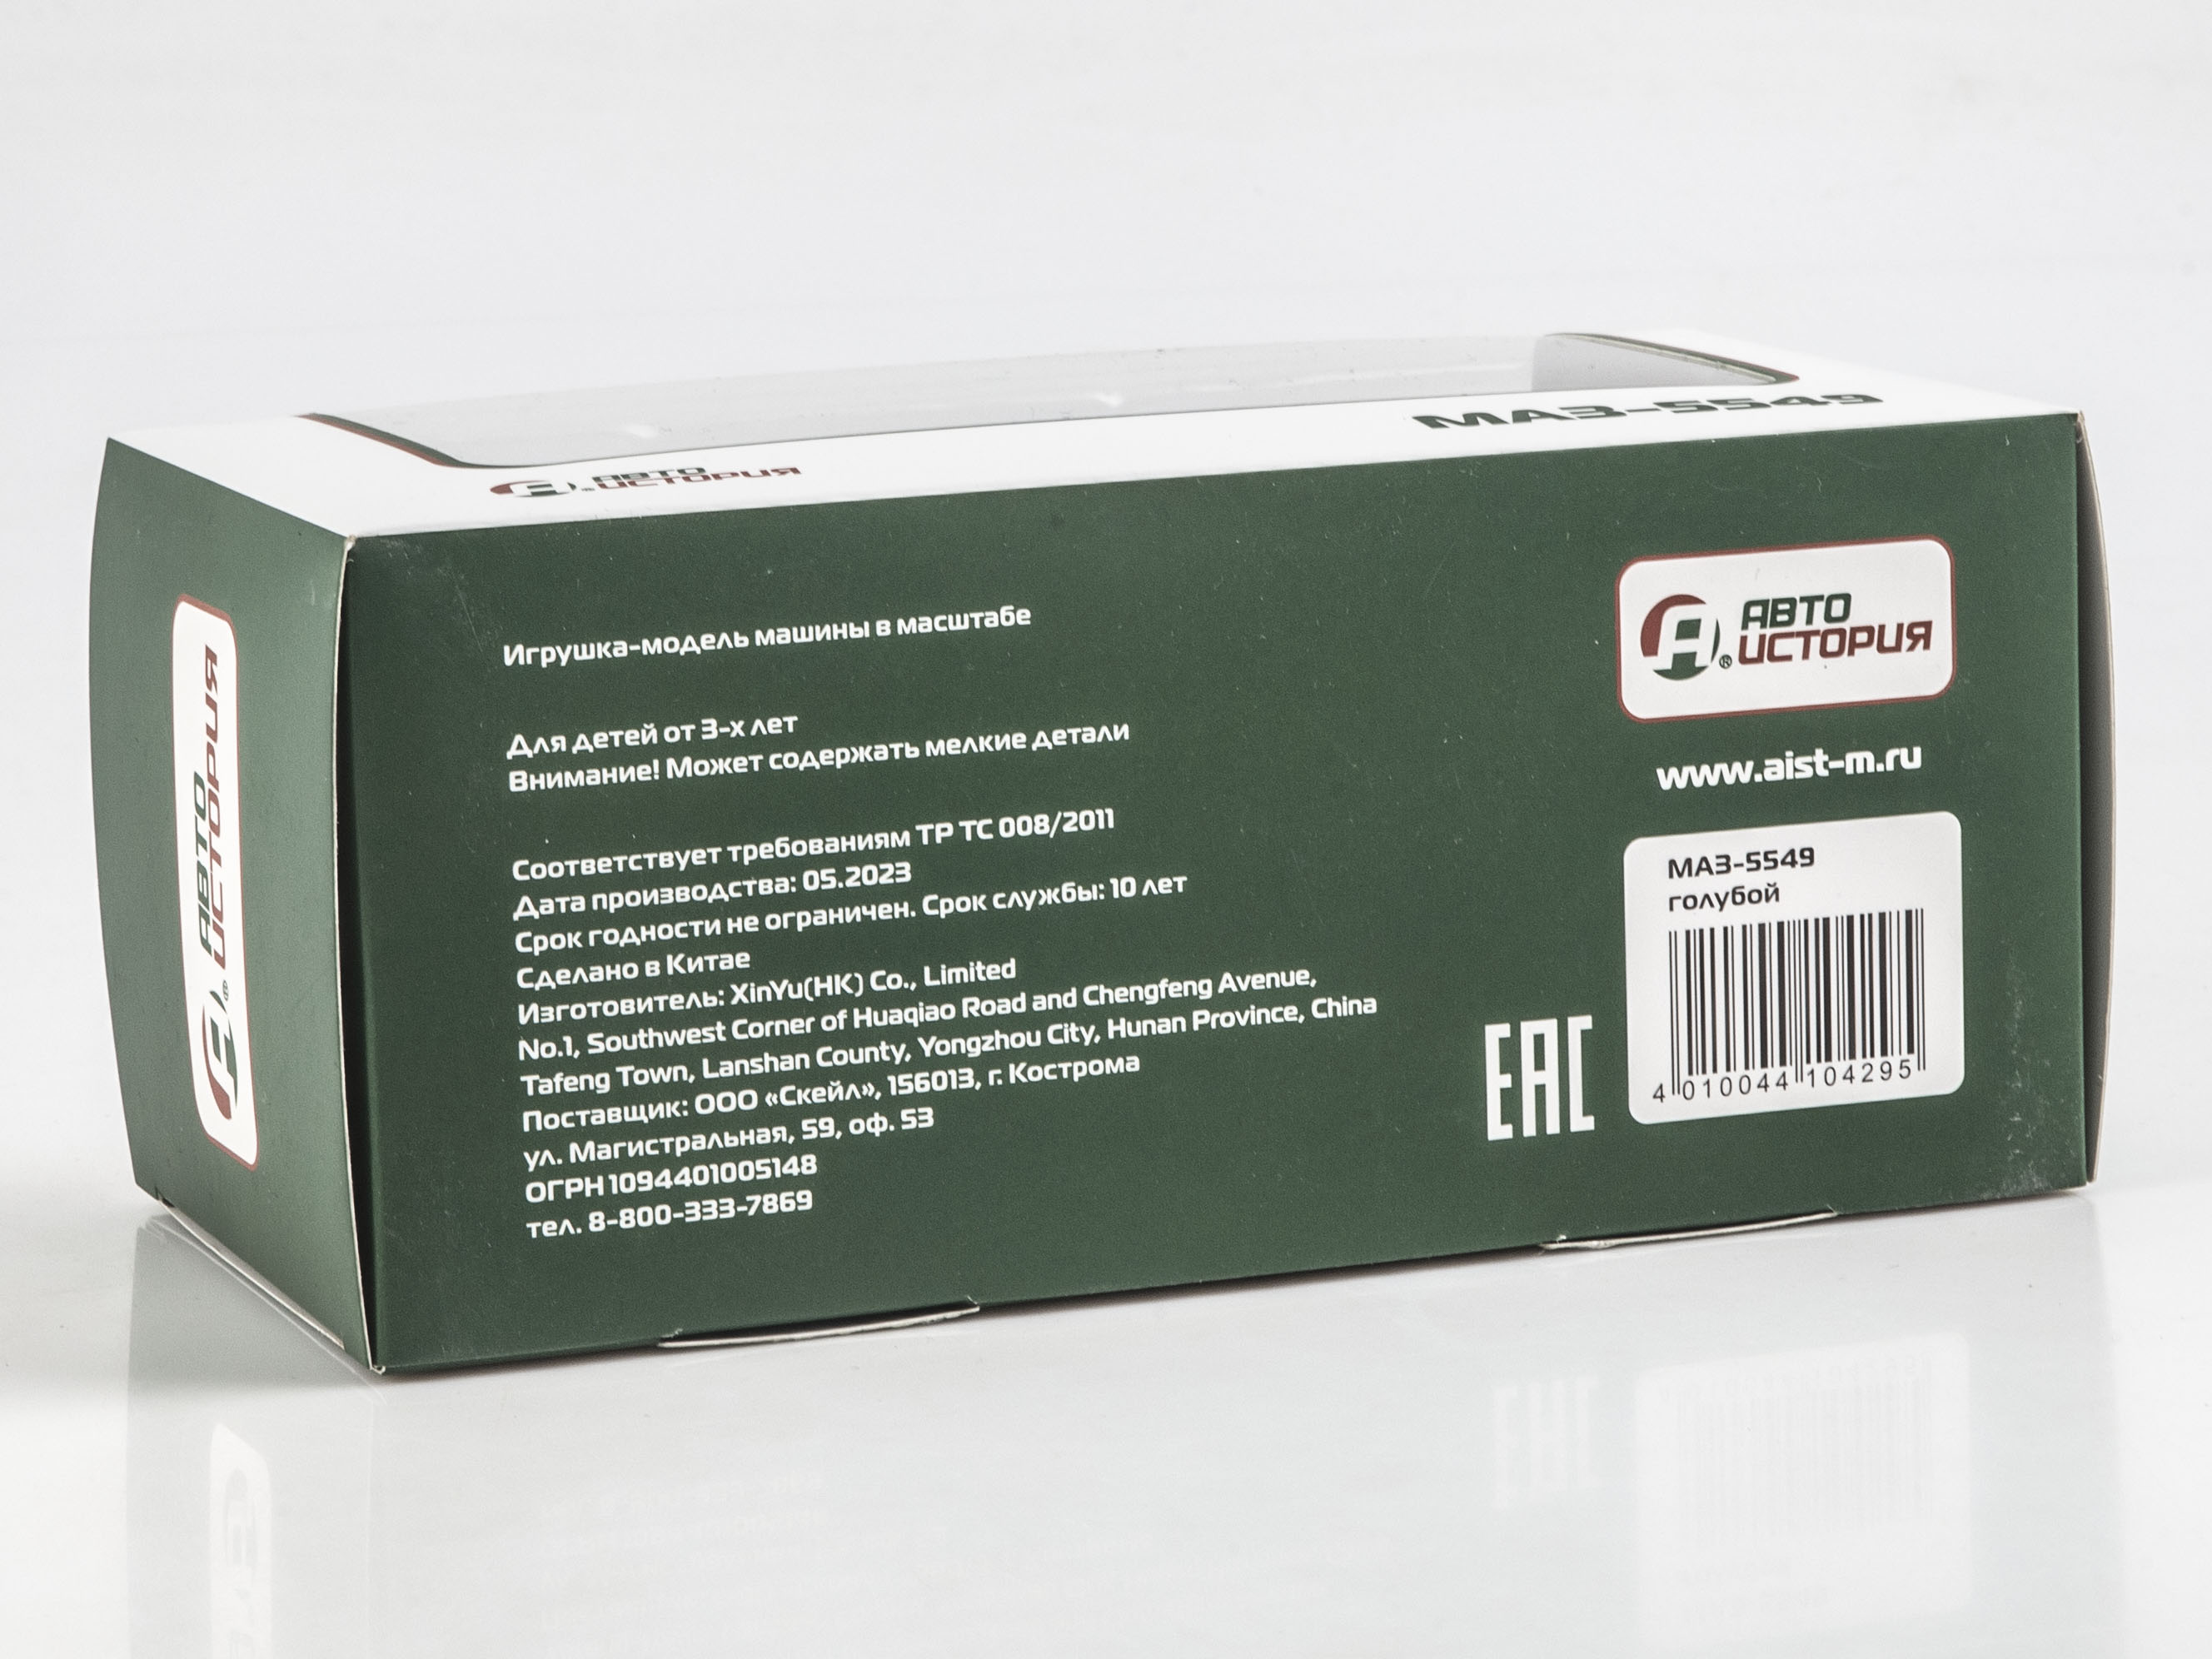 МАЗ-5549
АВТО
ИСТОРИЯ
АВТО
ИСТОРИЯ
Игрушка-модель машины в масштабе
Для детей от 3-х лет
Внимание! Может содержать мелкие детали
Соответствует требованиям ТР ТС 008/2011
Дата производства: 05.2023
Срок годности не ограничен. Срок службы: 10 лет
Сделано в Китае
Изготовитель: XinYu(HK) Co., Limited
No.1, Southwest Corner of Huaqiao Road and Chengfeng Avenue,
Tafeng Town, Lanshan County, Yongzhou City, Hunan Province, China
Поставщик: ООО «Скейл», 156013, г. Кострома
ул. Магистральная, 59, оф. 53
ОГРН 1094401005148
тел. 8-800-333-7869
АВТО
ИСТОРИЯ
www.aist-m.ru
МАЗ-5549
голубой
4 010044 104295
EAC